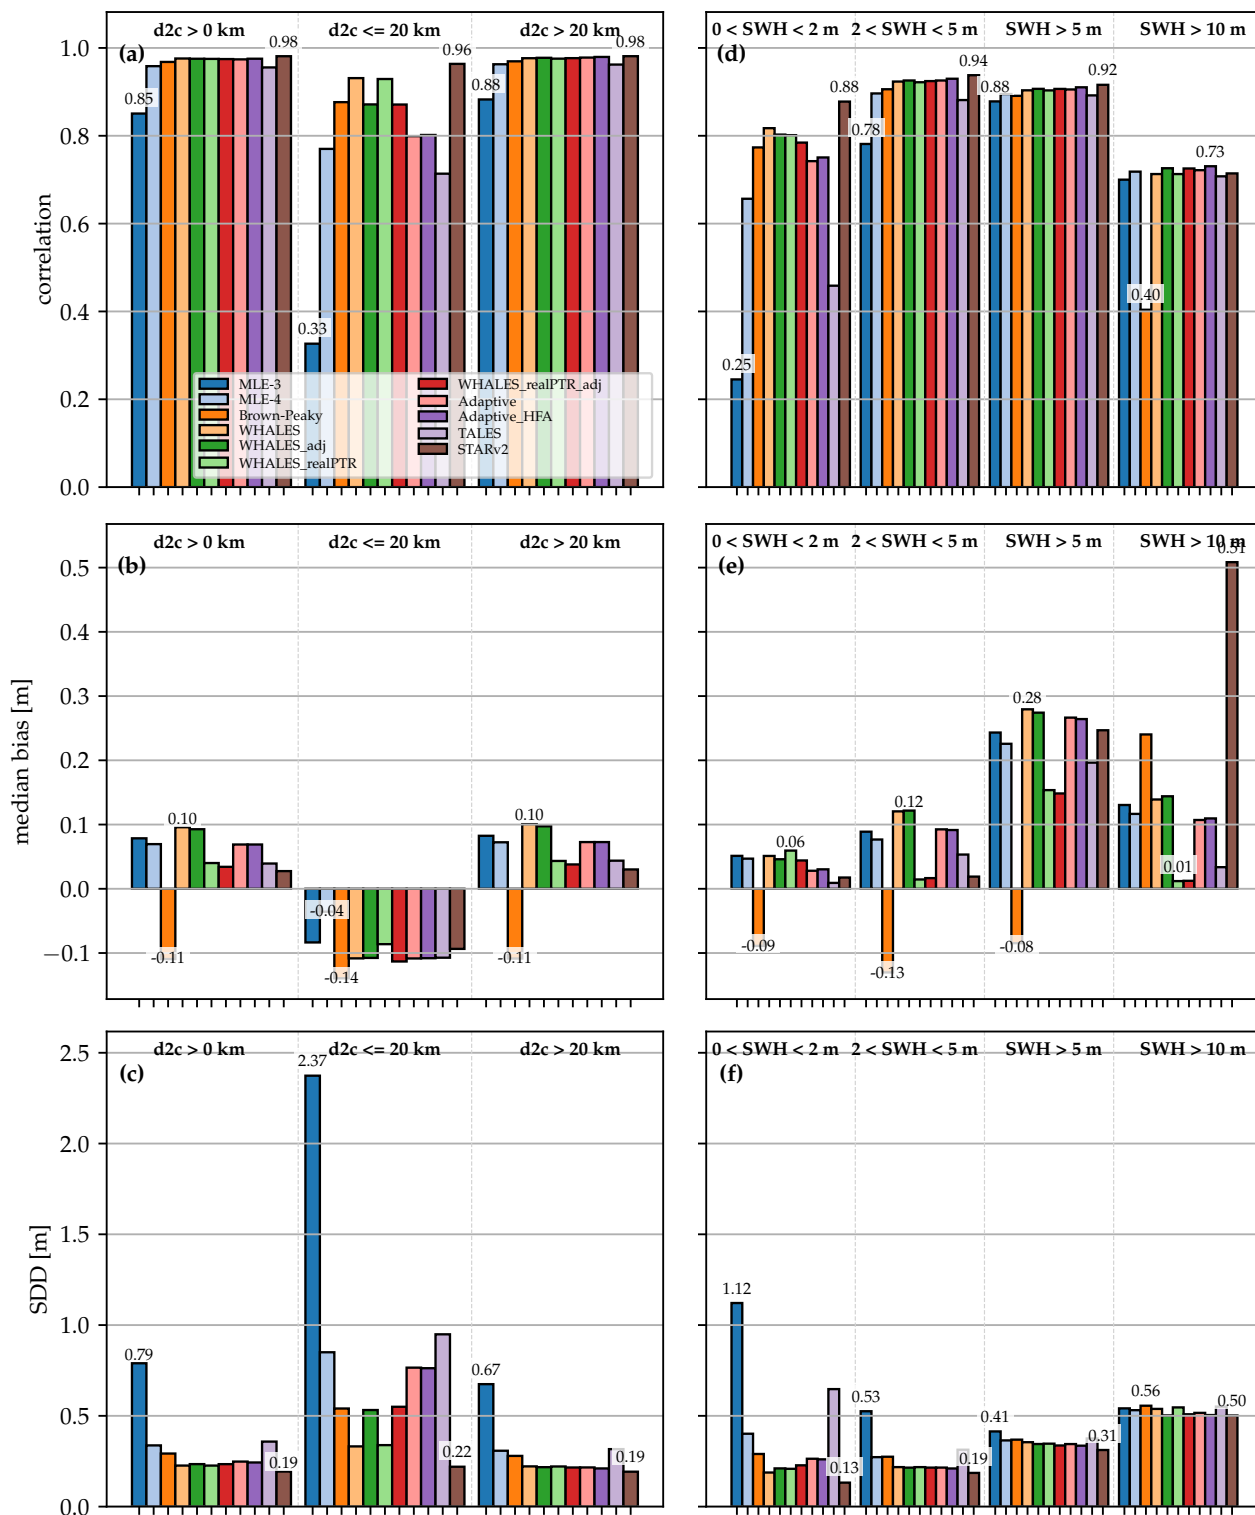 (a)
d2c > 0 km
d2c <= 20 km
d2c > 20 km
correlation
1.0
0.8
0.6
0.4
0.2
0.0
0.85
0.98
0.33
0.96
0.88
0.98
MLE-3
MLE-4
Brown-Peaky
WHALES
WHALES_adj
WHALES_realPTR
WHALES_realPTR_adj
Adaptive
Adaptive_HFA
TALES
STARv2
(d)
0 < SWH < 2 m
2 < SWH < 5 m
SWH > 5 m
SWH > 10 m
0.25
0.88
0.78
0.94
0.88
0.92
0.40
0.73
(b)
d2c > 0 km
d2c <= 20 km
d2c > 20 km
median bias [m]
0.5
0.4
0.3
0.2
0.1
0.0
−0.1
0.10
-0.11
-0.04
-0.14
0.10
-0.11
(e)
0 < SWH < 2 m
2 < SWH < 5 m
SWH > 5 m
SWH > 10 m
0.06
-0.09
0.12
-0.13
0.28
-0.08
0.01
0.51
(c)
d2c > 0 km
d2c <= 20 km
d2c > 20 km
SDD [m]
2.5
2.0
1.5
1.0
0.5
0.0
0.79
0.19
2.37
0.22
0.67
0.19
(f)
0 < SWH < 2 m
2 < SWH < 5 m
SWH > 5 m
SWH > 10 m
1.12
0.13
0.53
0.19
0.41
0.31
0.56
0.50